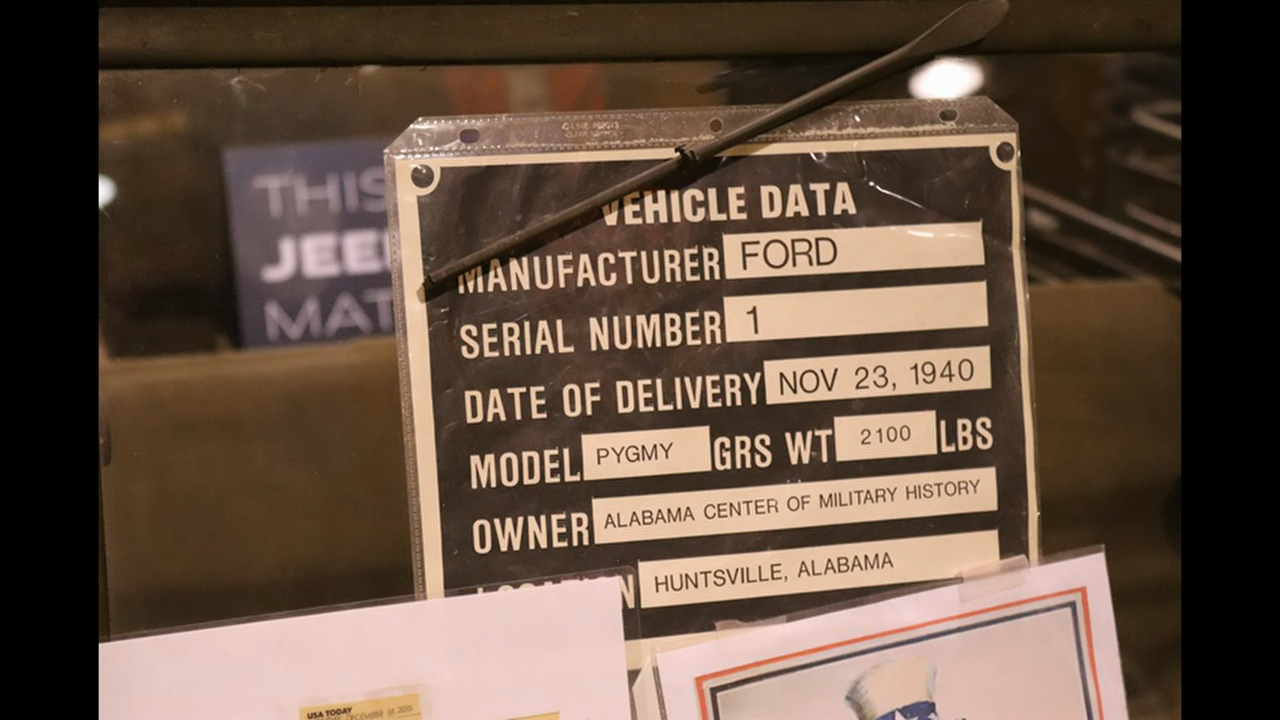 THIS
JEE
MAT
VEHICLE DATA
MANUFACTURER FORD
SERIAL NUMBER 1
DATE OF DELIVERY NOV 23, 1940
MODEL PYGMY GRS WT 2100 LBS
OWNER ALABAMA CENTER OF MILITARY HISTORY
LOCATION HUNTSVILLE, ALABAMA
USA TODAY